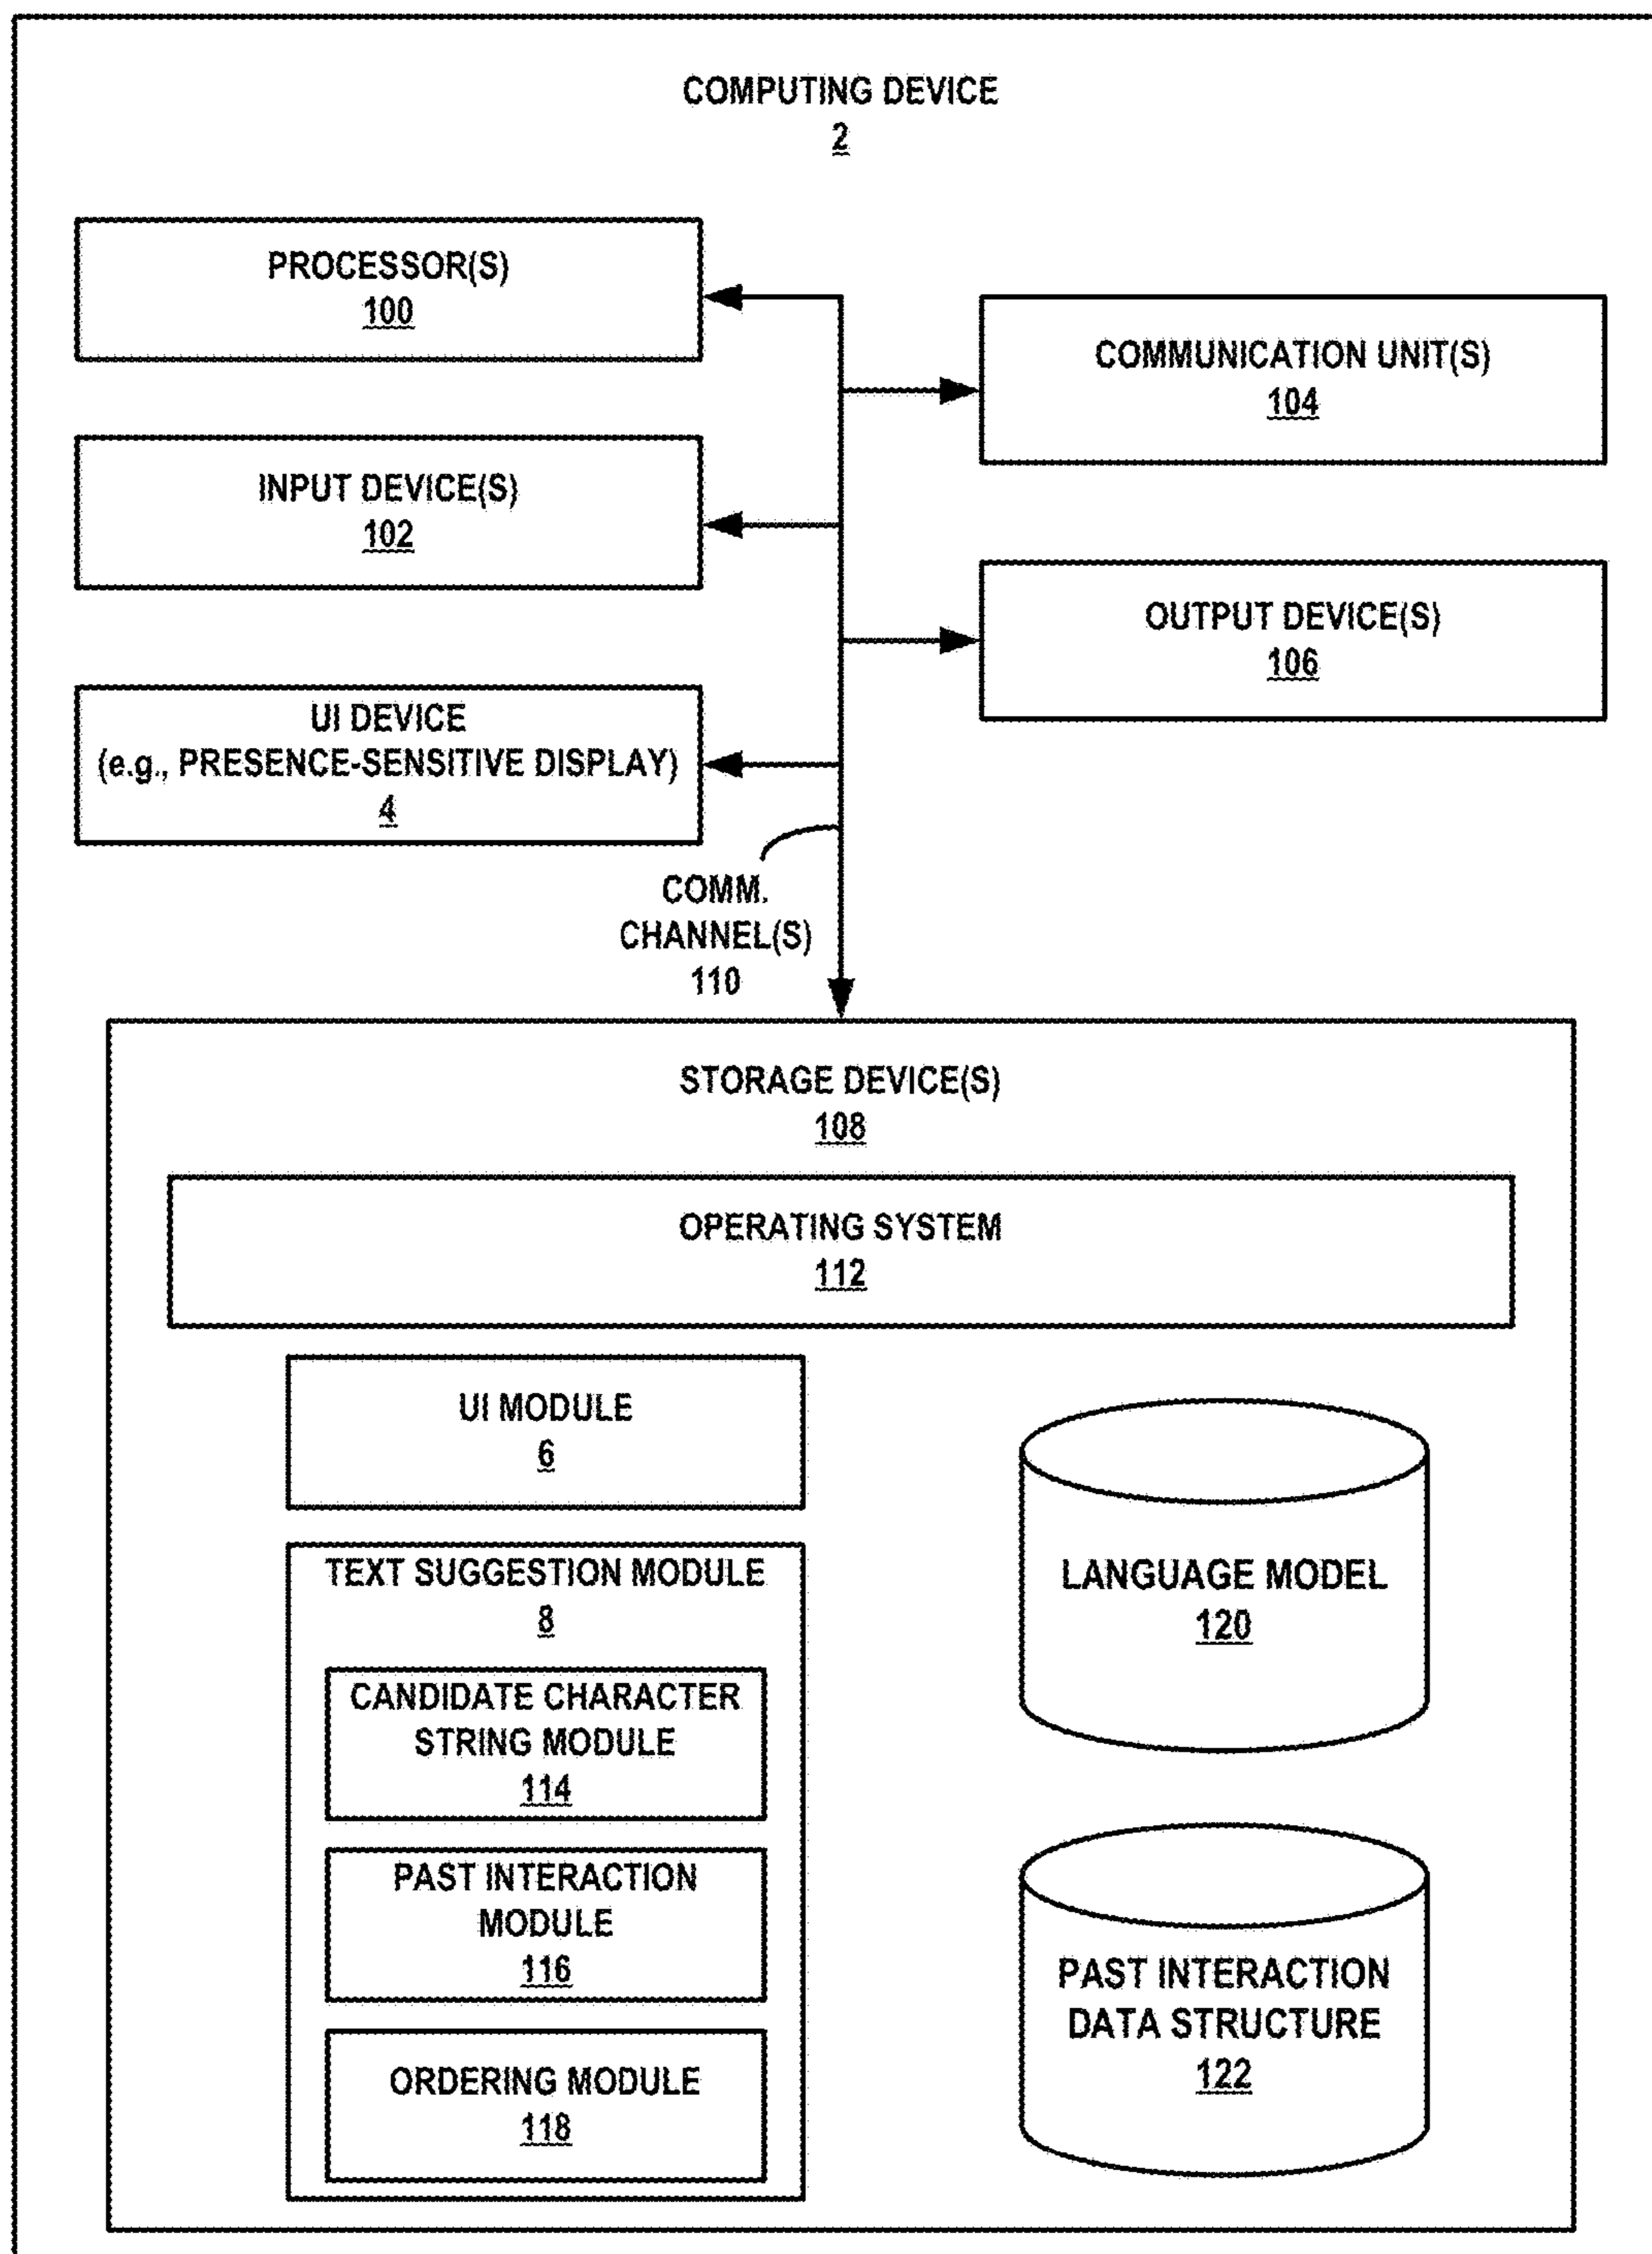 COMPUTING DEVICE
2
PROCESSOR(S)
100
COMMUNICATION UNIT(S)
104
INPUT DEVICE(S)
102
OUTPUT DEVICE(S)
106
UI DEVICE
(e.g., PRESENCE-SENSITIVE DISPLAY)
4
COMM.
CHANNEL(S)
110
STORAGE DEVICE(S)
108
OPERATING SYSTEM
112
UI MODULE
6
TEXT SUGGESTION MODULE
8
CANDIDATE CHARACTER
STRING MODULE
114
PAST INTERACTION
MODULE
116
ORDERING MODULE
118
LANGUAGE MODEL
120
PAST INTERACTION
DATA STRUCTURE
122